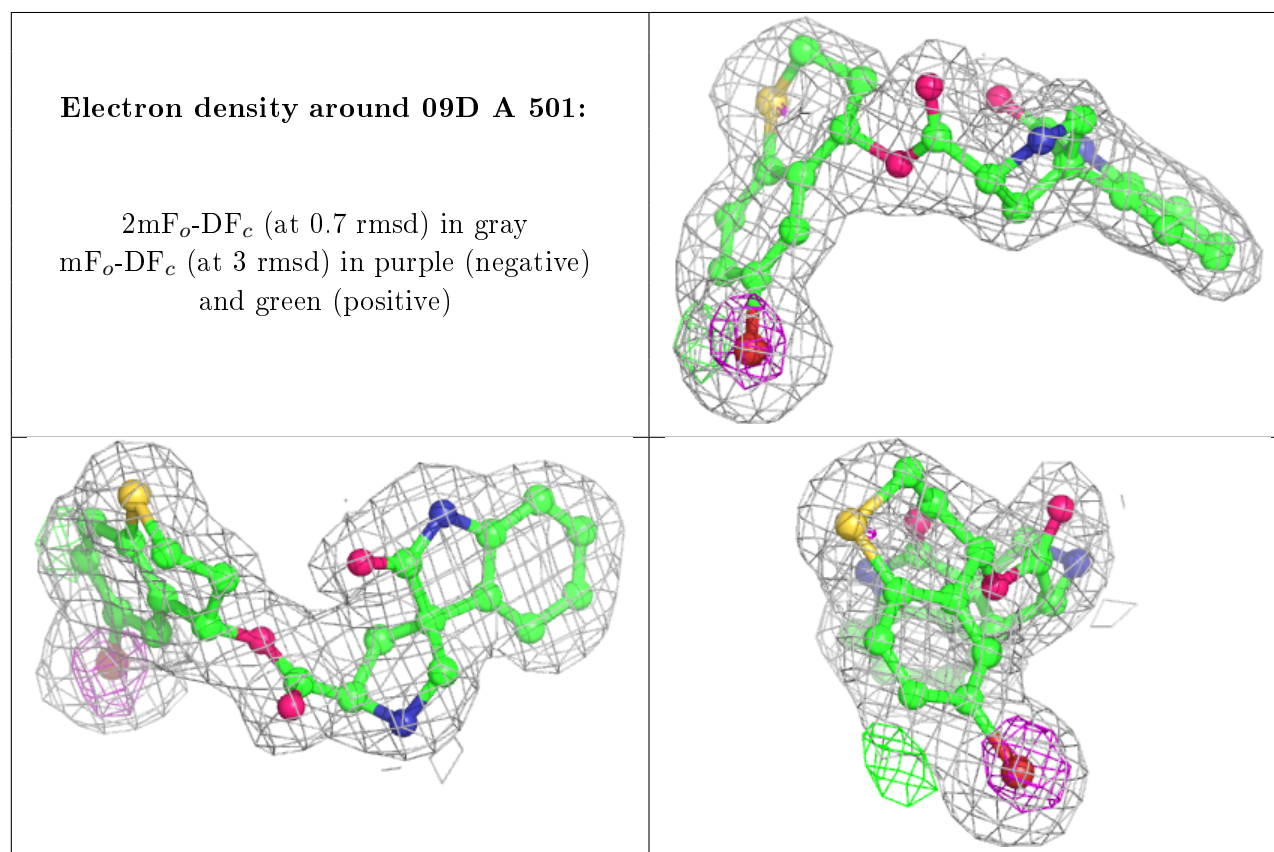 Electron density around 09D A 501:
2mFₒ-DF𝒸 (at 0.7 rmsd) in gray
mFₒ-DF𝒸 (at 3 rmsd) in purple (negative)
and green (positive)